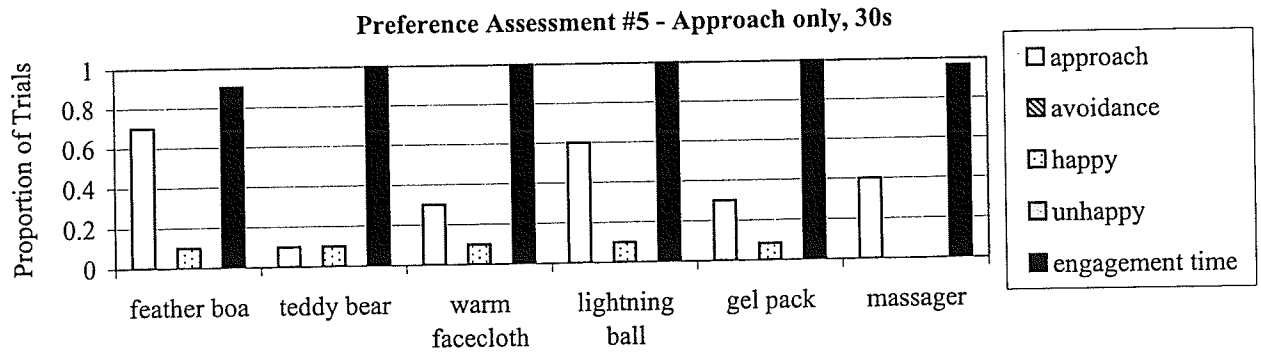 Preference Assessment #5 - Approach only, 30s
Proportion of Trials
1
0.8
0.6
0.4
0.2
0
feather boa
teddy bear
warm
facecloth
lightning
ball
gel pack
massager
approach
avoidance
happy
unhappy
engagement time